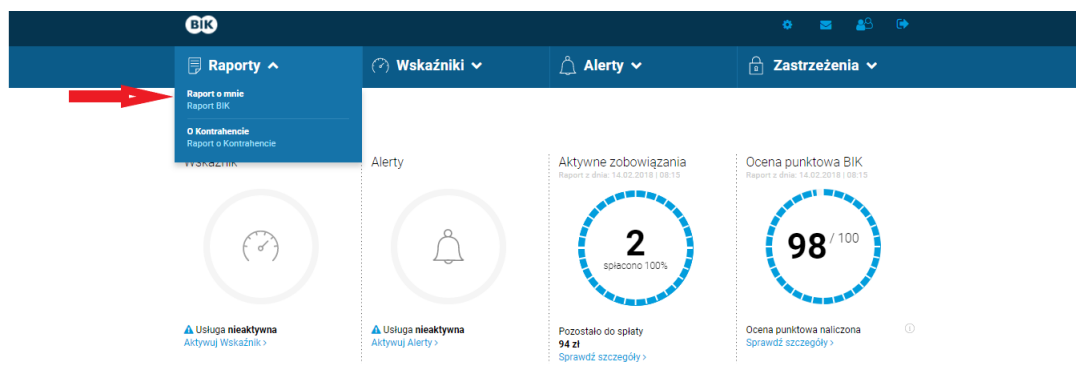 BIK
Raporty
Wskaźniki
Alerty
Zastrzeżenia
Raport o mnie
Raport BIK
O Kontrahencie
Raport o Kontrahencie
Wskaźnik
Alerty
Aktywne zobowiązania
Raport z dnia: 14.02.2018 | 08:15
Ocena punktowa BIK
Raport z dnia: 14.02.2018 | 08:15
2
spłacono 100%
98 / 100
Usługa nieaktywna
Aktywuj Wskaźnik >
Usługa nieaktywna
Aktywuj Alerty >
Pozostało do spłaty
94 zł
Sprawdź szczegóły >
Ocena punktowa naliczona
Sprawdź szczegóły >